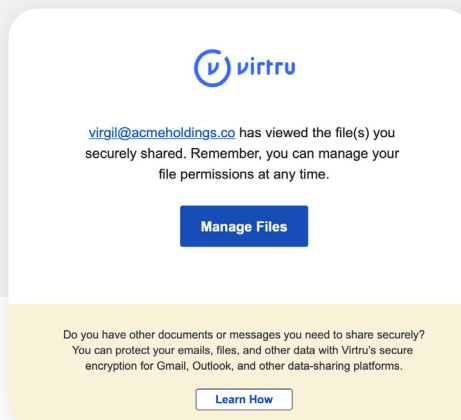 virtru
virgil@acmeholdings.co has viewed the file(s) you
securely shared. Remember, you can manage your
file permissions at any time.
Manage Files
Do you have other documents or messages you need to share securely?
You can protect your emails, files, and other data with Virtru's secure
encryption for Gmail, Outlook, and other data-sharing platforms.
Learn How